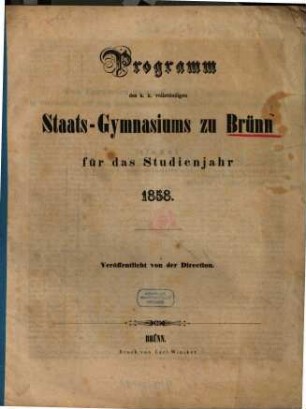 Programm
des k. k. vollständigen
Staats-Gymnasiums zu Brünn
für das Studienjahr
1858.
Veröffentlicht von der Direction.
BRÜNN.
Druck von Carl Winiker